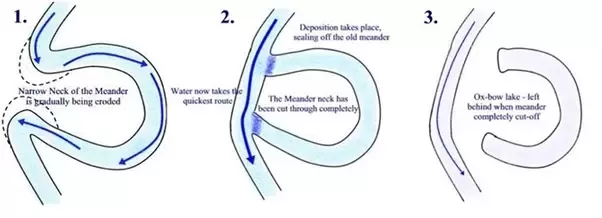 1.
Narrow Neck of the Meander
is gradually being eroded
2.
Deposition takes place,
sealing off the old meander
Water now takes the
quickest route
The Meander neck has
been cut through completely
3.
Ox-bow lake - left
behind when meander
completely cut-off